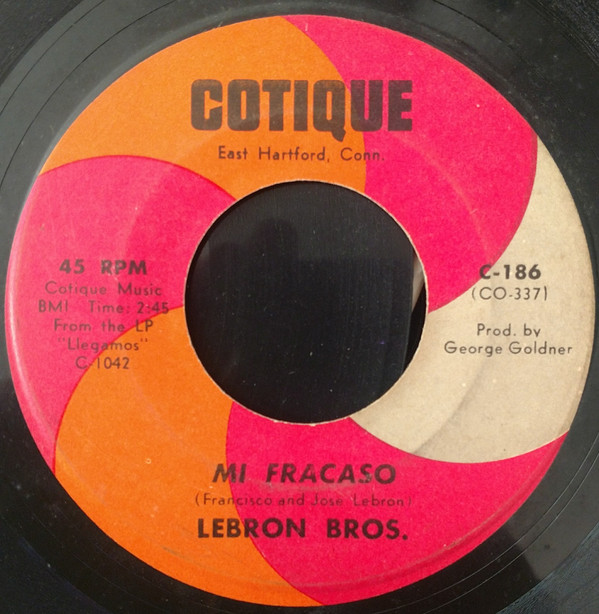 COTIQUE
East Hartford, Conn.
45 RPM
Cotique Music
BMI Time: 2:45
From the LP
"Llegamos"
C-1042
C-186
(CO-337)
Prod. by
George Goldner
MI FRACASO
(Francisco and Jose Lebron)
LEBRON BROS.